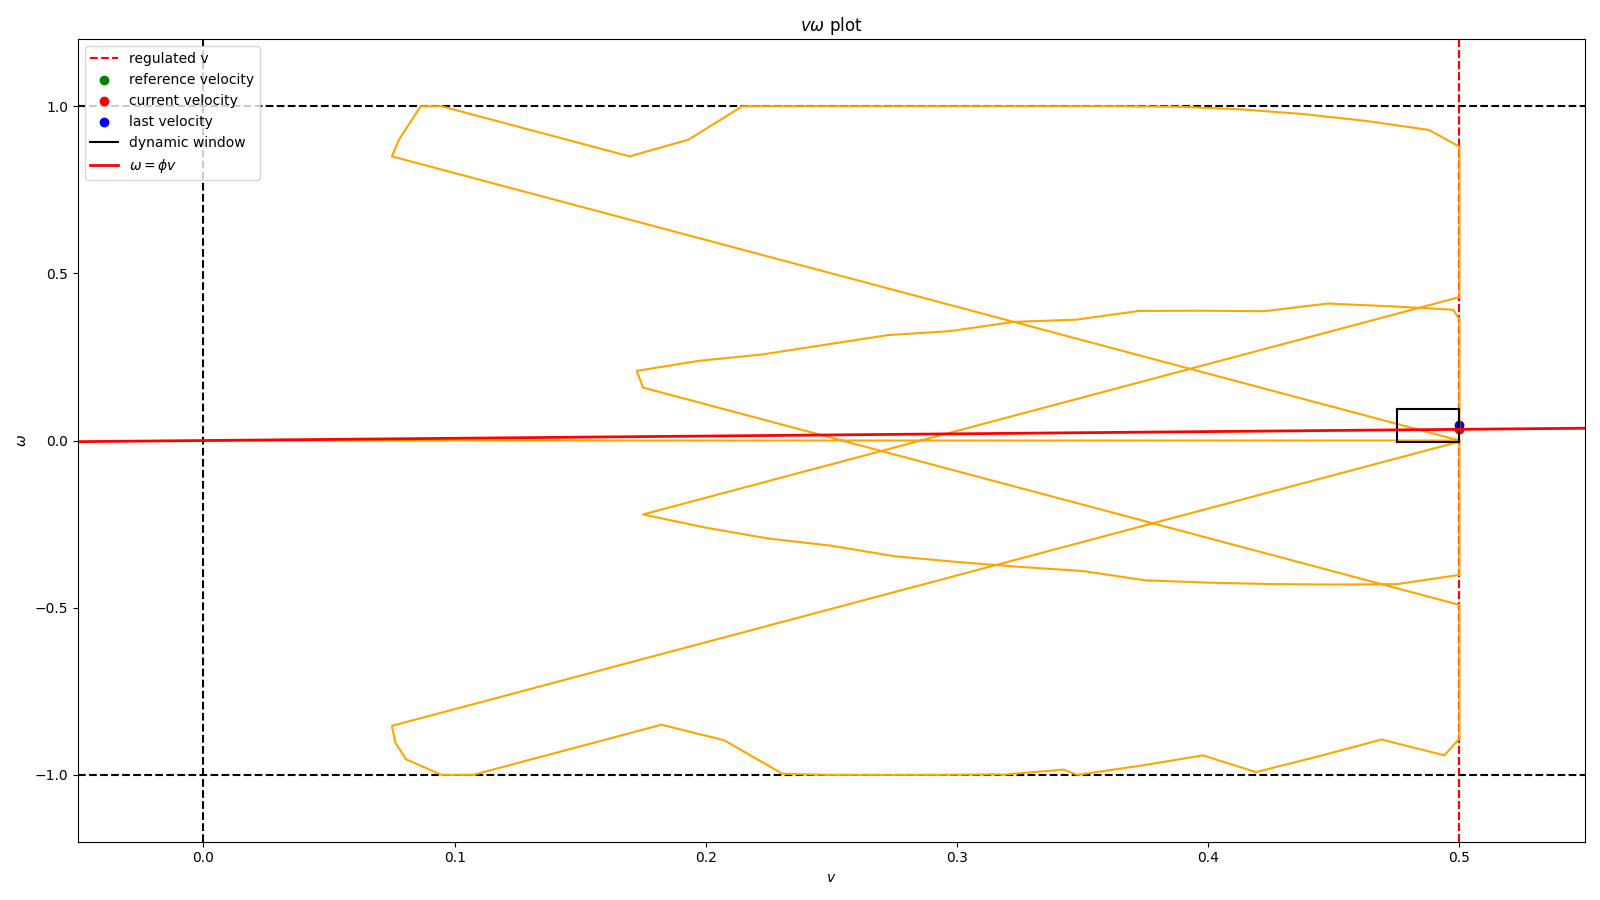 vω plot
regulated v
reference velocity
current velocity
last velocity
dynamic window
ω = ϕv
1.0
0.5
0.0
−0.5
−1.0
ω
0.0 0.1 0.2 0.3 0.4 0.5
v